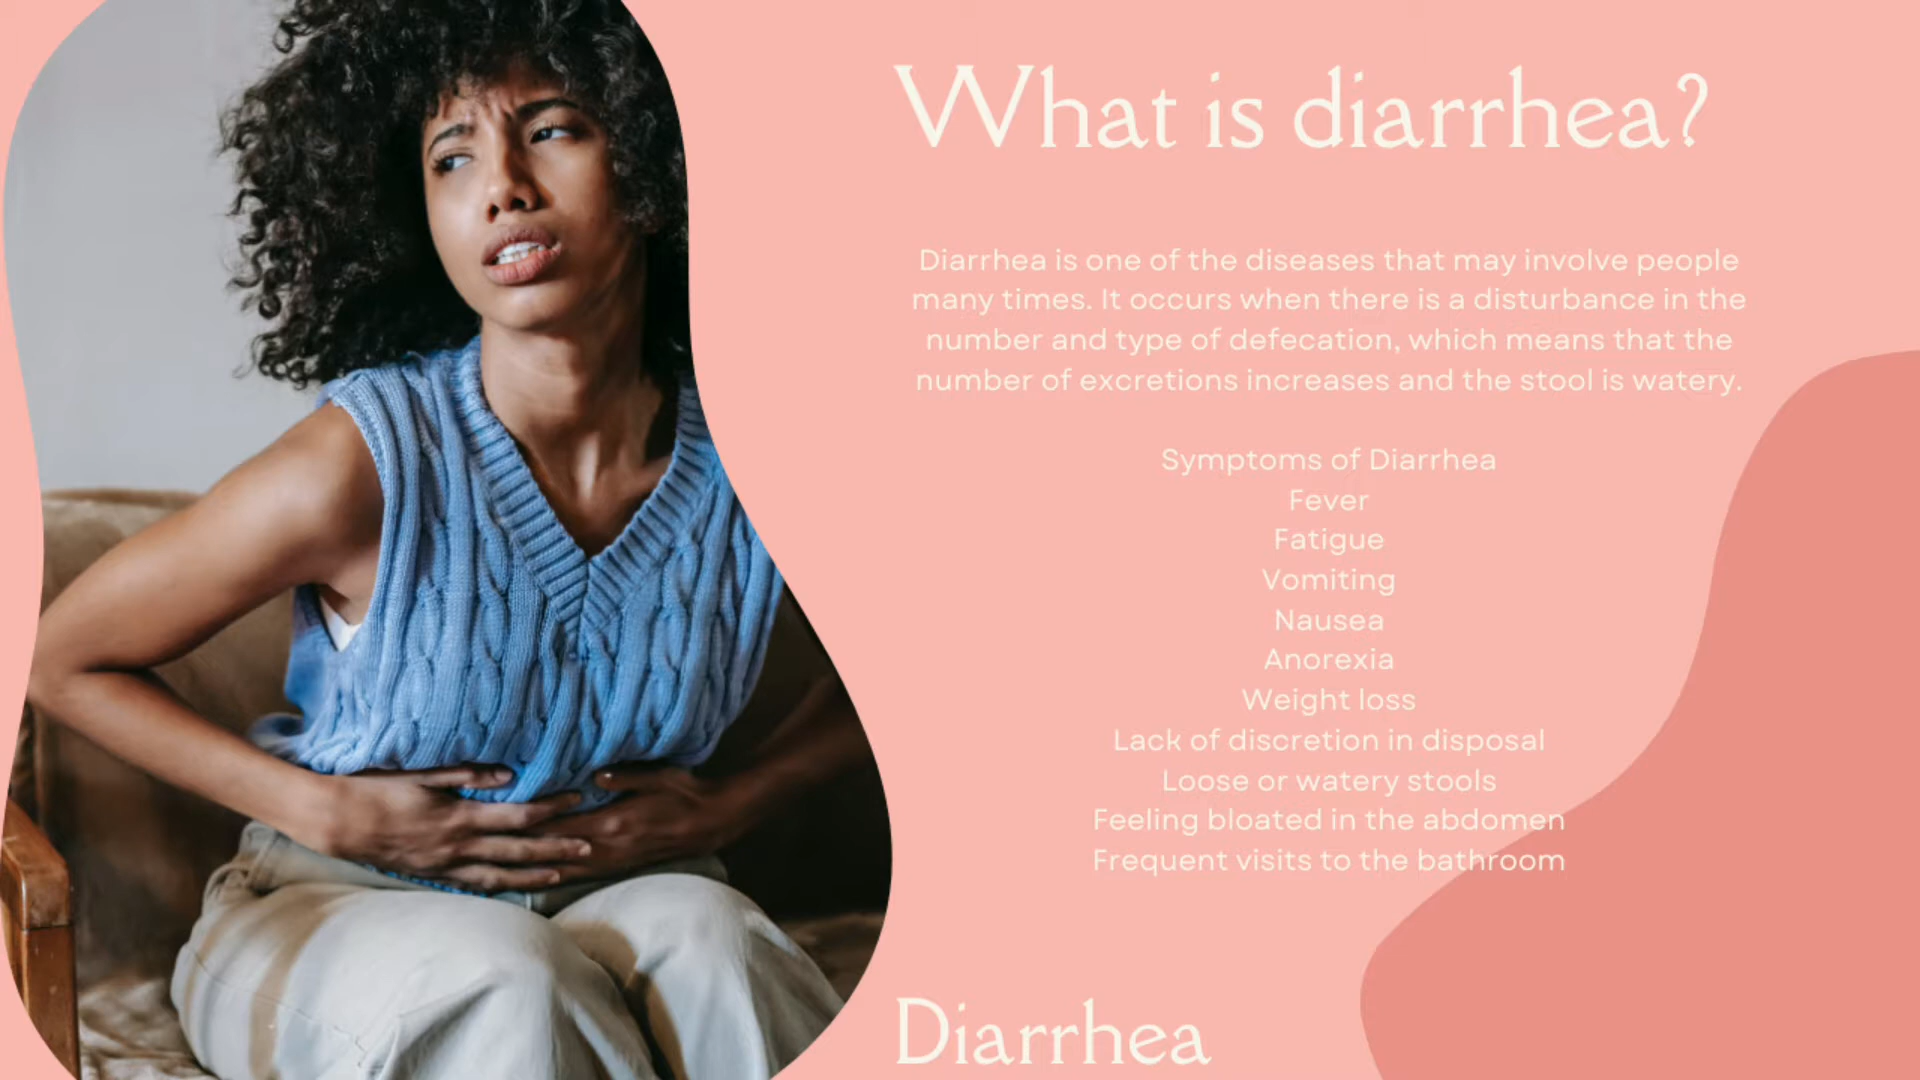 What is diarrhea?
Diarrhea is one of the diseases that may involve people
many times. It occurs when there is a disturbance in the
number and type of defecation, which means that the
number of excretions increases and the stool is watery.
Symptoms of Diarrhea
Fever
Fatigue
Vomiting
Nausea
Anorexia
Weight loss
Lack of discretion in disposal
Loose or watery stools
Feeling bloated in the abdomen
Frequent visits to the bathroom
Diarrhea